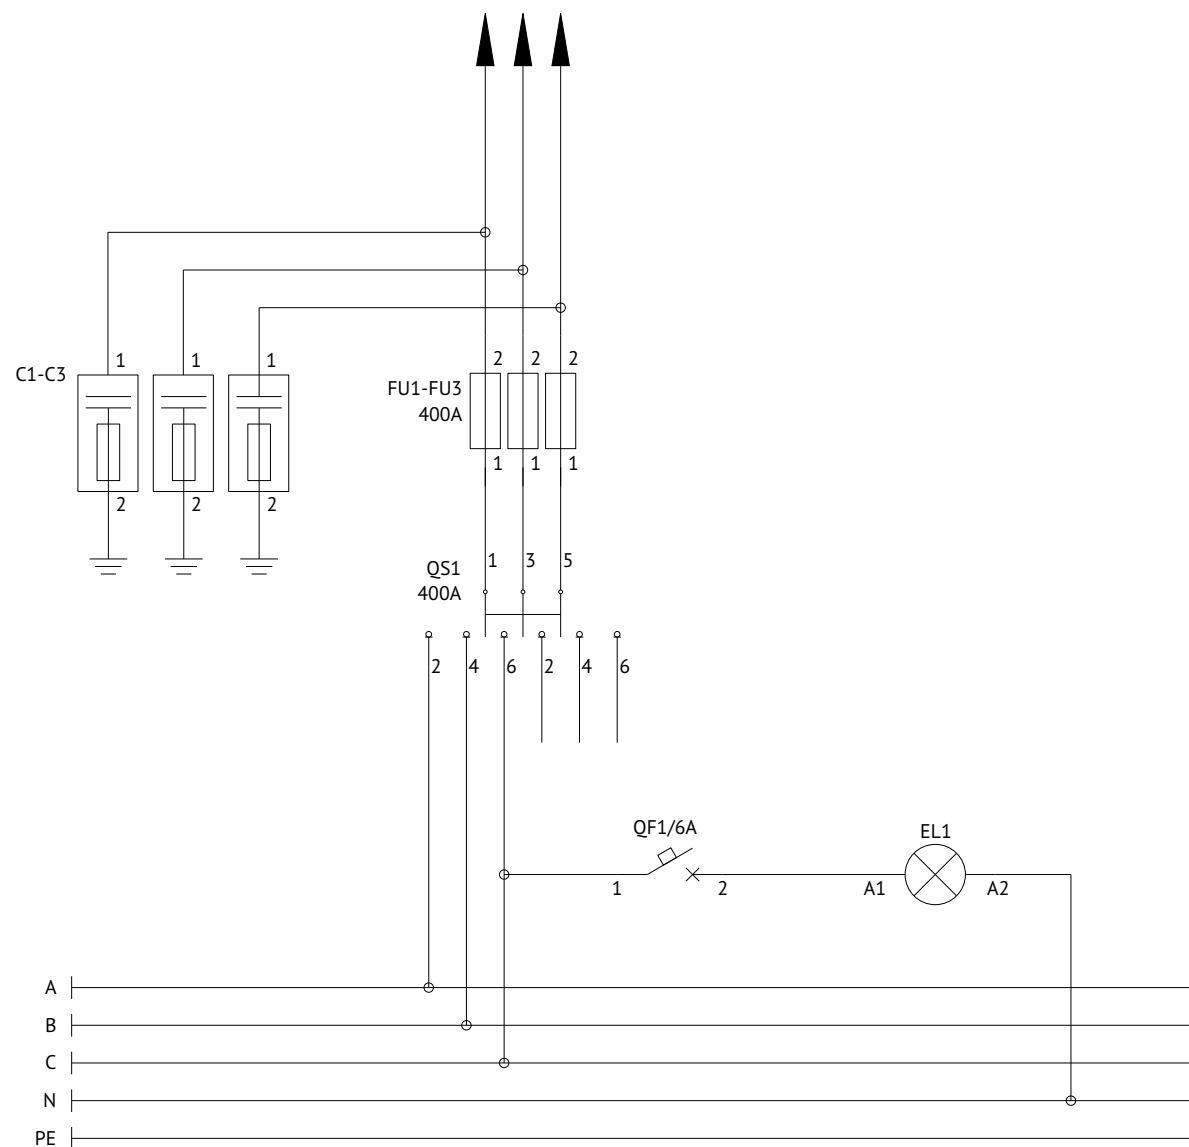 1 1 1
2 2 2
C1-C3
FU1-FU3
400A
1 1 1
2 2 2
1 3 5
QS1
400A
2 4 6 2 4 6
QF1/6A
EL1
1 2 A1 A2
A
B
C
N
PE